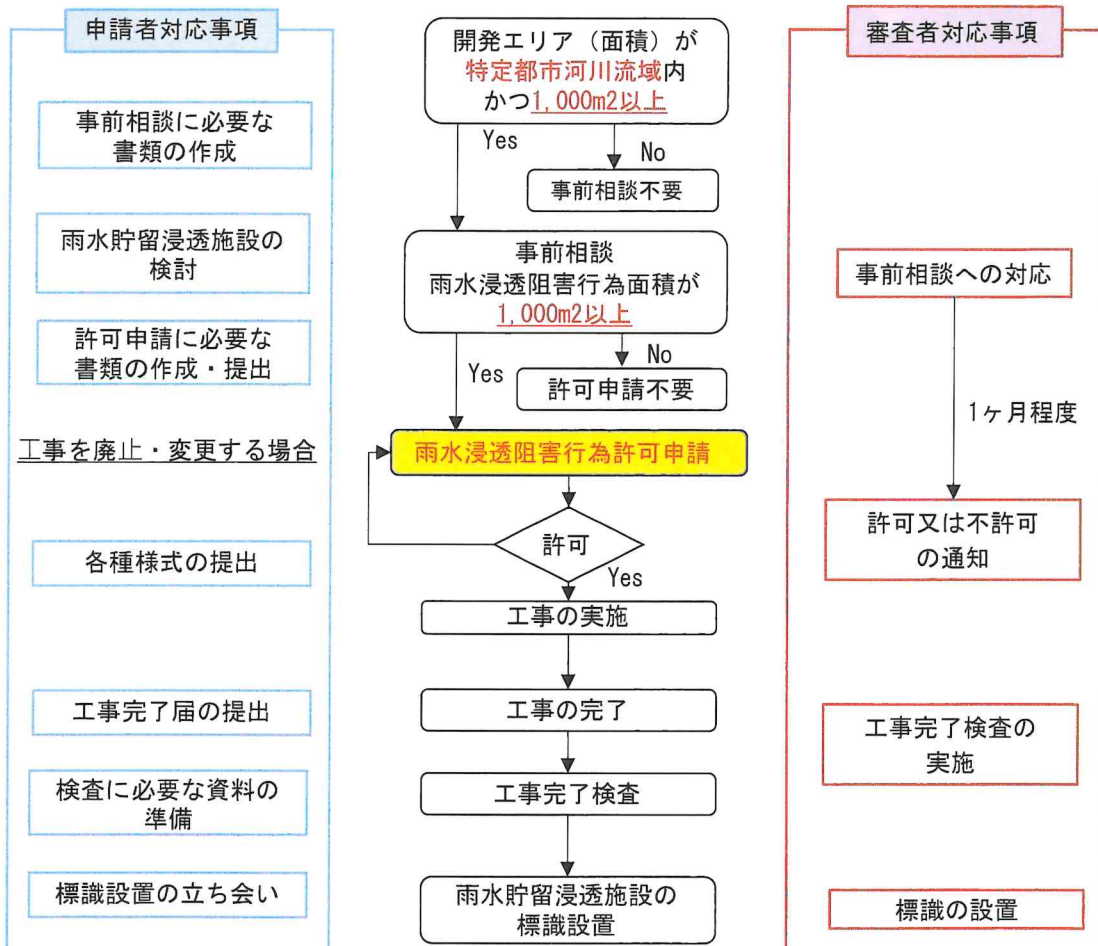 申請者対応事項
事前相談に必要な
書類の作成
雨水貯留浸透施設の
検討
許可申請に必要な
書類の作成・提出
工事を廃止・変更する場合
各種様式の提出
工事完了届の提出
検査に必要な資料の
準備
標識設置の立ち会い
開発エリア（面積）が
特定都市河川流域内
かつ1,000m2以上
Yes
No
事前相談不要
事前相談
雨水浸透阻害行為面積が
1,000m2以上
No
Yes
許可申請不要
雨水浸透阻害行為許可申請
許可
Yes
工事の実施
工事の完了
工事完了検査
雨水貯留浸透施設の
標識設置
審査者対応事項
事前相談への対応
1ヶ月程度
許可又は不許可
の通知
工事完了検査の
実施
標識の設置